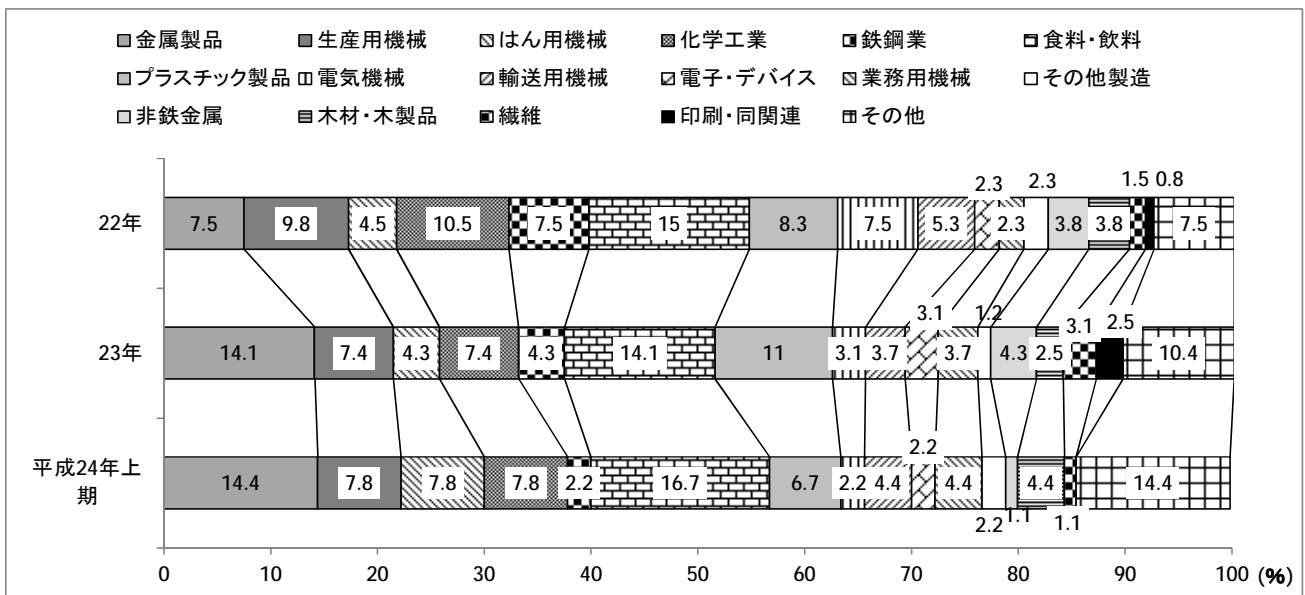 金属製品 生産用機械 はん用機械 化学工業 鉄鋼業 食料・飲料
プラスチック製品 電気機械 輸送用機械 電子・デバイス 業務用機械 その他製造
非鉄金属 木材・木製品 繊維 印刷・同関連 その他
2.3 2.3 1.5 0.8
22年 7.5 9.8 4.5 10.5 7.5 15 8.3 7.5 5.3 2.3 3.8 3.8 7.5
3.1 1.2 3.1 2.5
23年 14.1 7.4 4.3 7.4 4.3 14.1 11 3.1 3.7 3.7 4.3 2.5 10.4
2.2
平成24年上
期
14.4 7.8 7.8 7.8 2.2 16.7 6.7 2.2 4.4 4.4 4.4 14.4
2.2 1.1 1.1
0 10 20 30 40 50 60 70 80 90 100 (%)